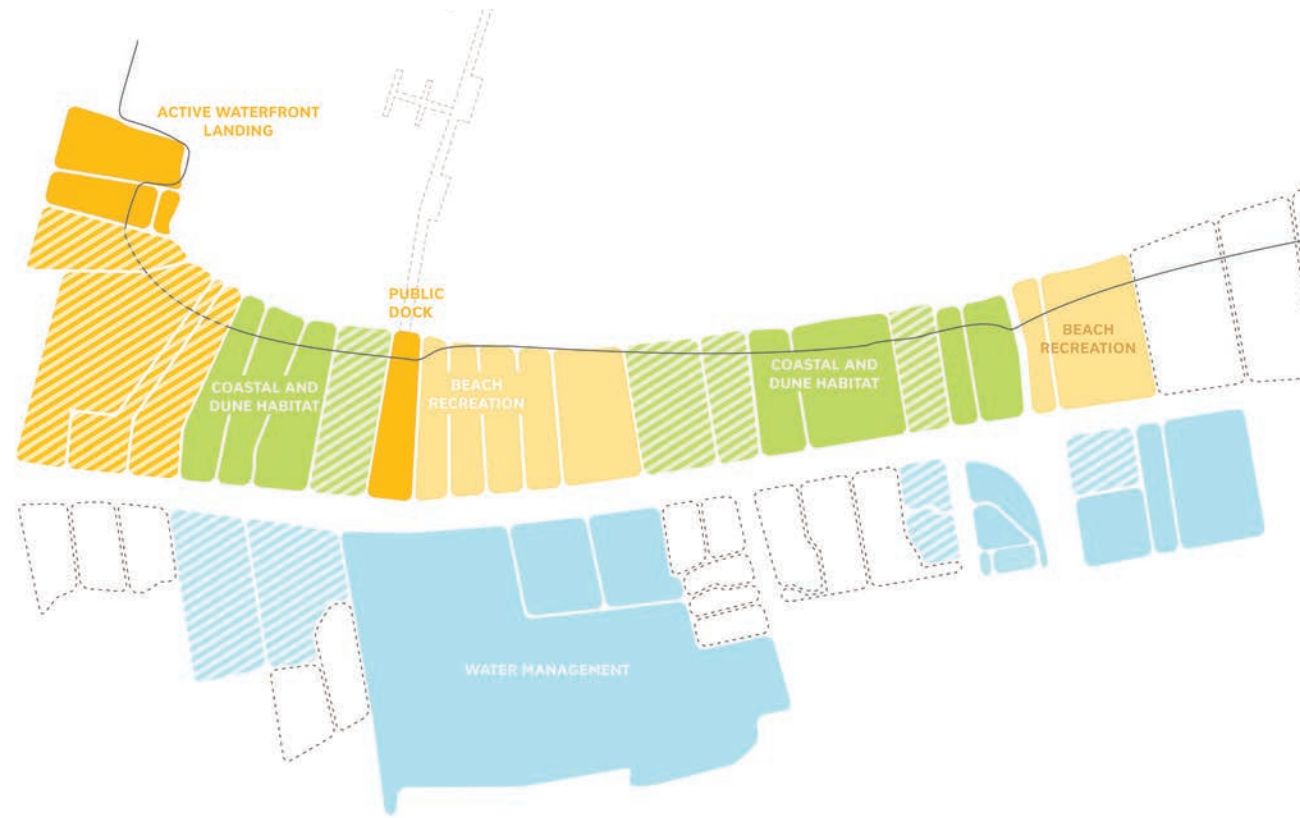 ACTIVE WATERFRONT
LANDING
PUBLIC
DOCK
COASTAL AND
DUNE HABITAT
BEACH
RECREATION
COASTAL AND
DUNE HABITAT
BEACH
RECREATION
WATER MANAGEMENT